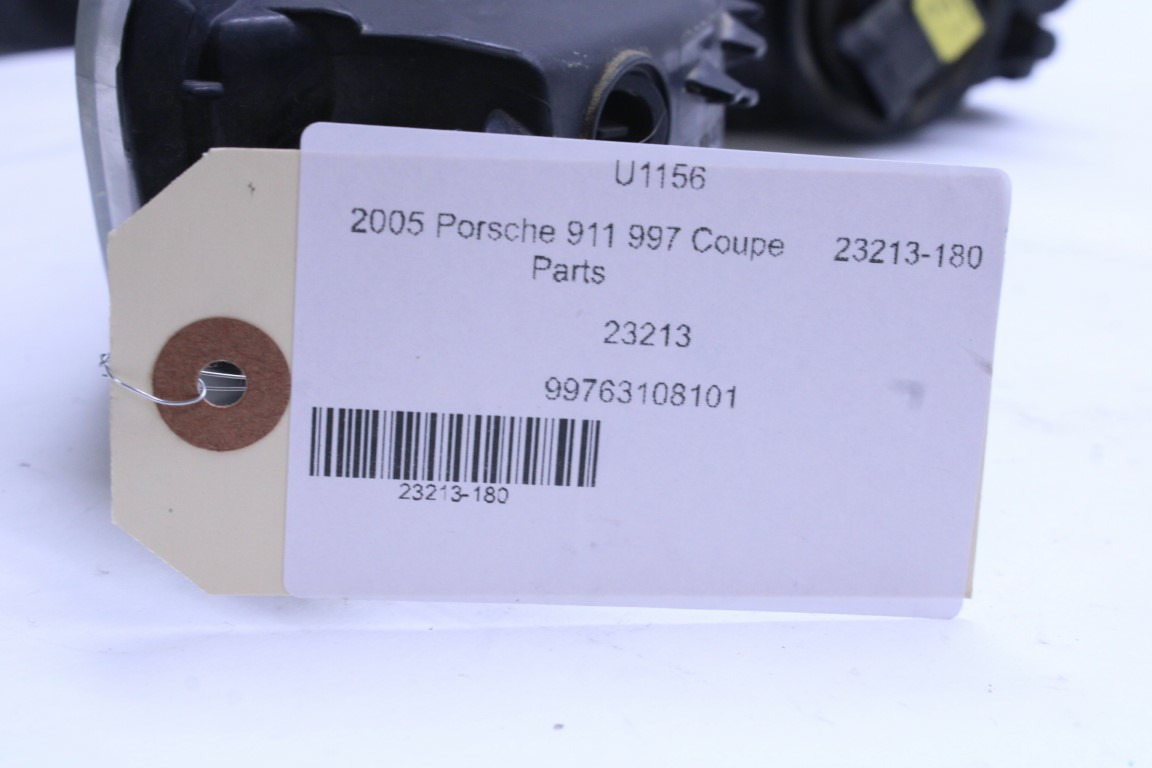 U1156
2005 Porsche 911 997 Coupe 23213-180
Parts
23213
99763108101
23213-180